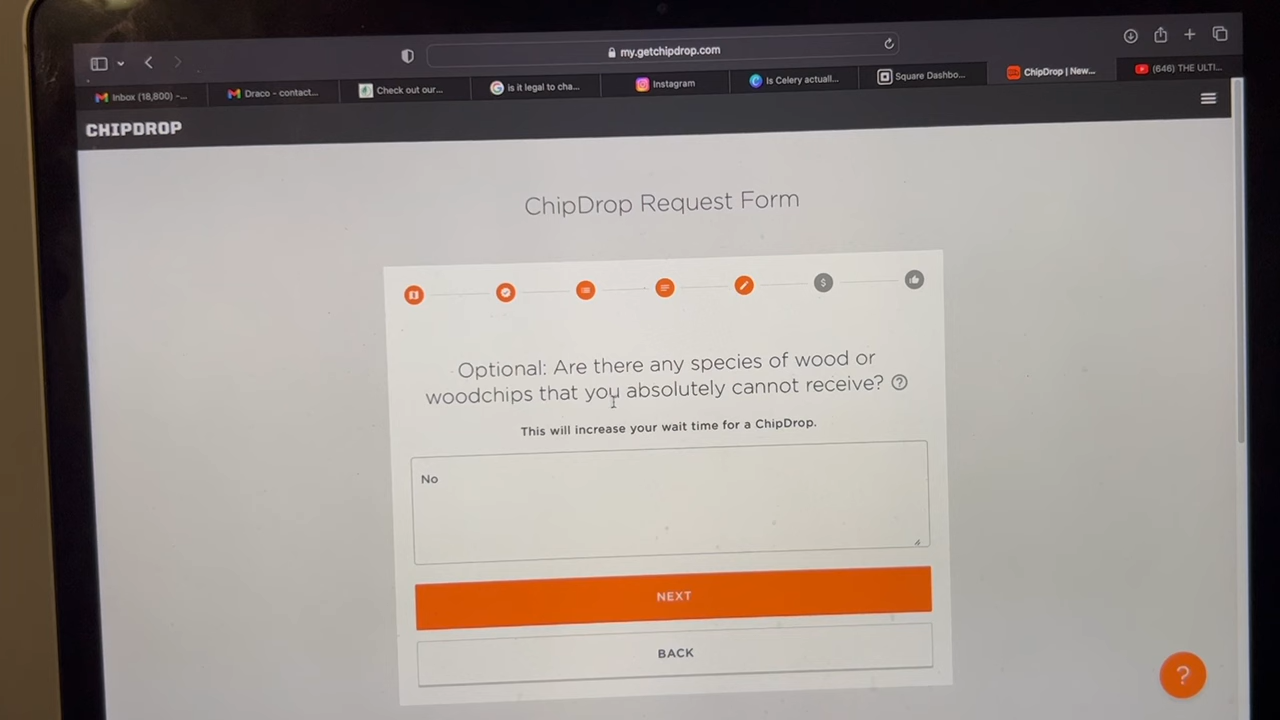 my.getchipdrop.com
Inbox (18,800) –...
Draco - contact...
Check out our...
is it legal to cha...
Instagram
Is Celery actuall...
Square Dashbo...
ChipDrop | New...
(646) THE ULTI...
CHIPDROP
ChipDrop Request Form
$
Optional: Are there any species of wood or
woodchips that you absolutely cannot receive? ?
This will increase your wait time for a ChipDrop.
No
NEXT
BACK
?